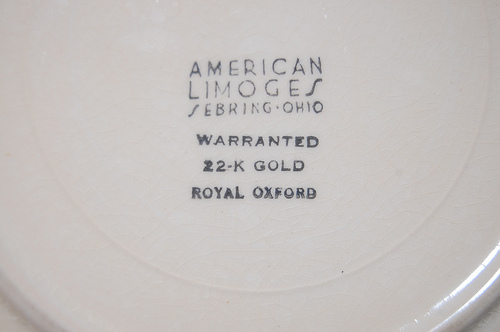 AMERICAN
LIMOGES
SEBRING·OHIO
WARRANTED
22-K GOLD
ROYAL OXFORD